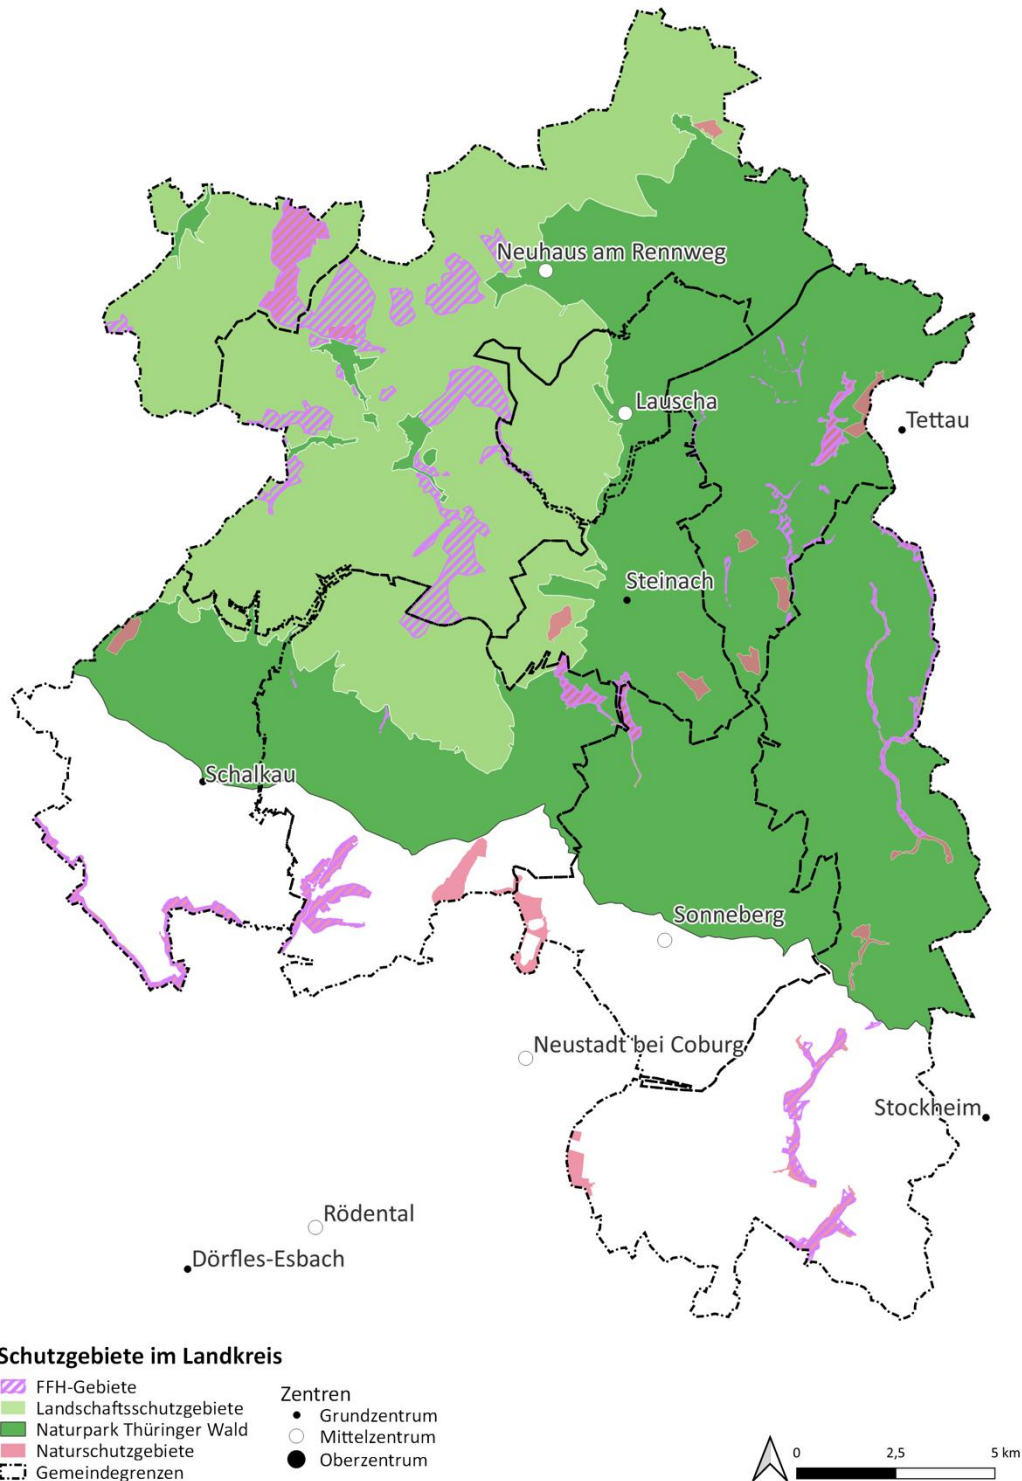 Neuhaus am Rennweg
Lauscha
Tettau
Steinach
Schalkau
Sonneberg
Neustadt bei Coburg
Stockheim
Rödental
Dörfles-Esbach
Schutzgebiete im Landkreis
FFH-Gebiete
Landschaftsschutzgebiete
Naturpark Thüringer Wald
Naturschutzgebiete
Gemeindegrenzen
Zentren
Grundzentrum
Mittelzentrum
Oberzentrum
0 2,5 5 km